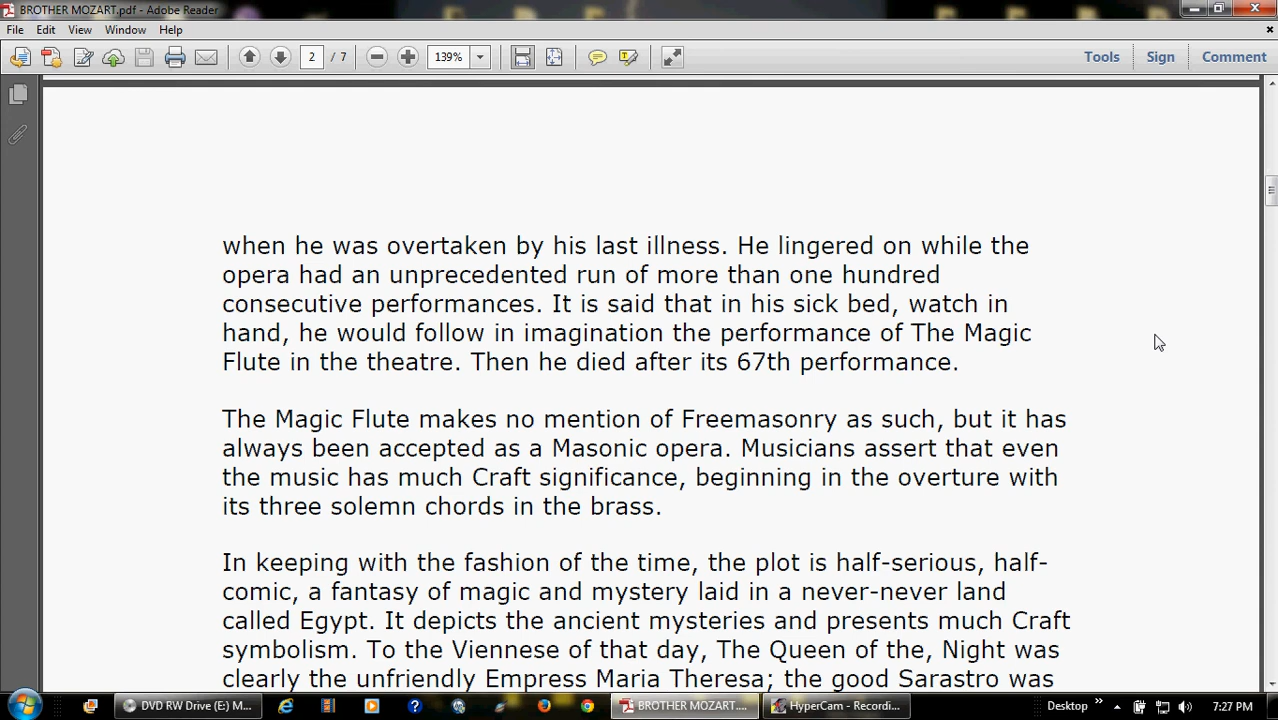 BROTHER MOZART.pdf - Adobe Reader
File Edit View Window Help
2 / 7 139% Tools Sign Comment
when he was overtaken by his last illness. He lingered on while the
opera had an unprecedented run of more than one hundred
consecutive performances. It is said that in his sick bed, watch in
hand, he would follow in imagination the performance of The Magic
Flute in the theatre. Then he died after its 67th performance.
The Magic Flute makes no mention of Freemasonry as such, but it has
always been accepted as a Masonic opera. Musicians assert that even
the music has much Craft significance, beginning in the overture with
its three solemn chords in the brass.
In keeping with the fashion of the time, the plot is half-serious, half-
comic, a fantasy of magic and mystery laid in a never-never land
called Egypt. It depicts the ancient mysteries and presents much Craft
symbolism. To the Viennese of that day, The Queen of the, Night was
clearly the unfriendly Empress Maria Theresa; the good Sarastro was
DVD RW Drive (E:) M... BROTHER MOZART.... HyperCam - Recordi... Desktop 7:27 PM